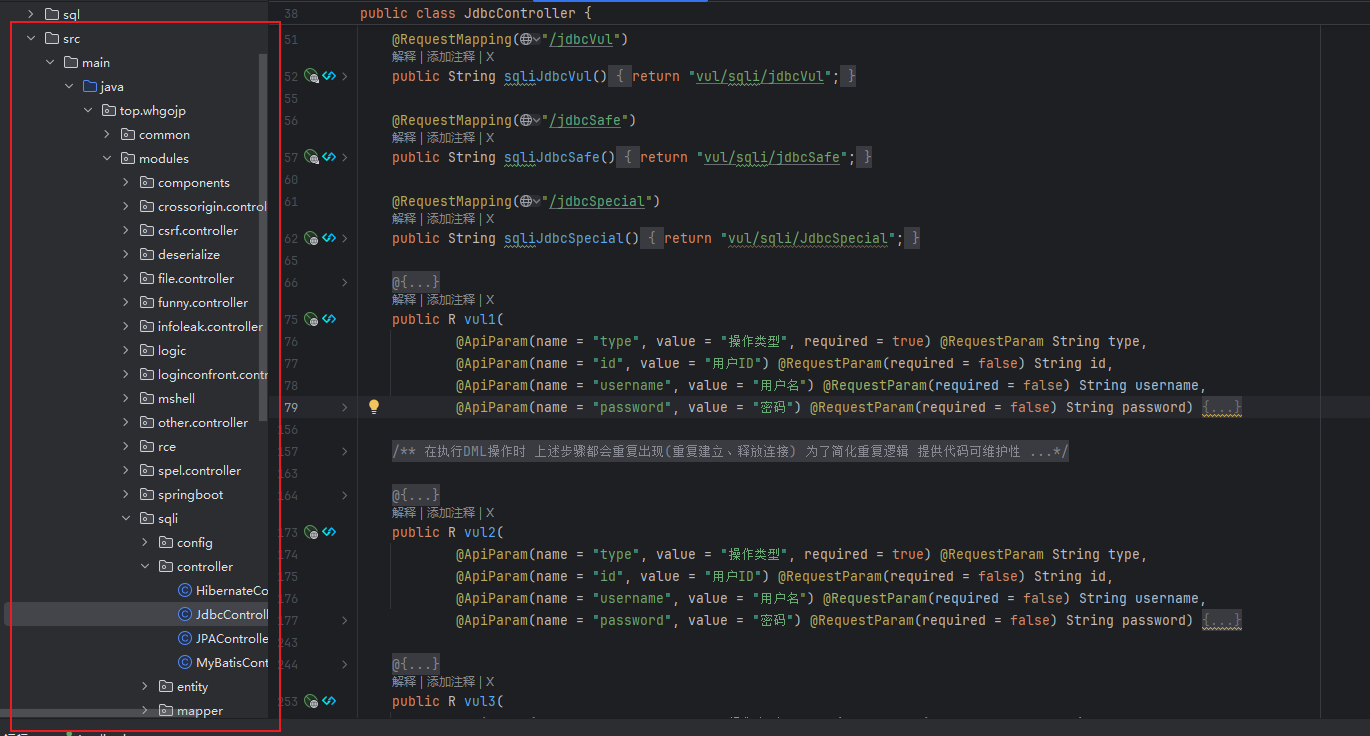 sql
src
main
java
top.whgojp
common
modules
components
crossorigin.control
csrf.controller
deserialize
file.controller
funny.controller
infoleak.controller
logic
loginconfront.contr
mshell
other.controller
rce
spel.controller
springboot
sqli
config
controller
HibernateCo
JdbcControll
JPAControlle
MyBatisCont
entity
mapper
38 public class JdbcController {
51 @RequestMapping("/jdbcVul")
解释 | 添加注释 | X
52 public String sqliJdbcVul() { return "vul/sqli/jdbcVul"; }
55
56 @RequestMapping("/jdbcSafe")
解释 | 添加注释 | X
57 public String sqliJdbcSafe() { return "vul/sqli/jdbcSafe"; }
60
61 @RequestMapping("/jdbcSpecial")
解释 | 添加注释 | X
62 public String sqliJdbcSpecial() { return "vul/sqli/JdbcSpecial"; }
65
66 @{...}
解释 | 添加注释 | X
75 public R vul1(
76 @ApiParam(name = "type", value = "操作类型", required = true) @RequestParam String type,
77 @ApiParam(name = "id", value = "用户ID") @RequestParam(required = false) String id,
78 @ApiParam(name = "username", value = "用户名") @RequestParam(required = false) String username,
79 @ApiParam(name = "password", value = "密码") @RequestParam(required = false) String password) {...}
156
157 /** 在执行DML操作时 上述步骤都会重复出现(重复建立、释放连接) 为了简化重复逻辑 提供代码可维护性 ...*/
163
164 @{...}
解释 | 添加注释 | X
173 public R vul2(
174 @ApiParam(name = "type", value = "操作类型", required = true) @RequestParam String type,
175 @ApiParam(name = "id", value = "用户ID") @RequestParam(required = false) String id,
176 @ApiParam(name = "username", value = "用户名") @RequestParam(required = false) String username,
177 @ApiParam(name = "password", value = "密码") @RequestParam(required = false) String password) {...}
243
244 @{...}
解释 | 添加注释 | X
253 public R vul3(